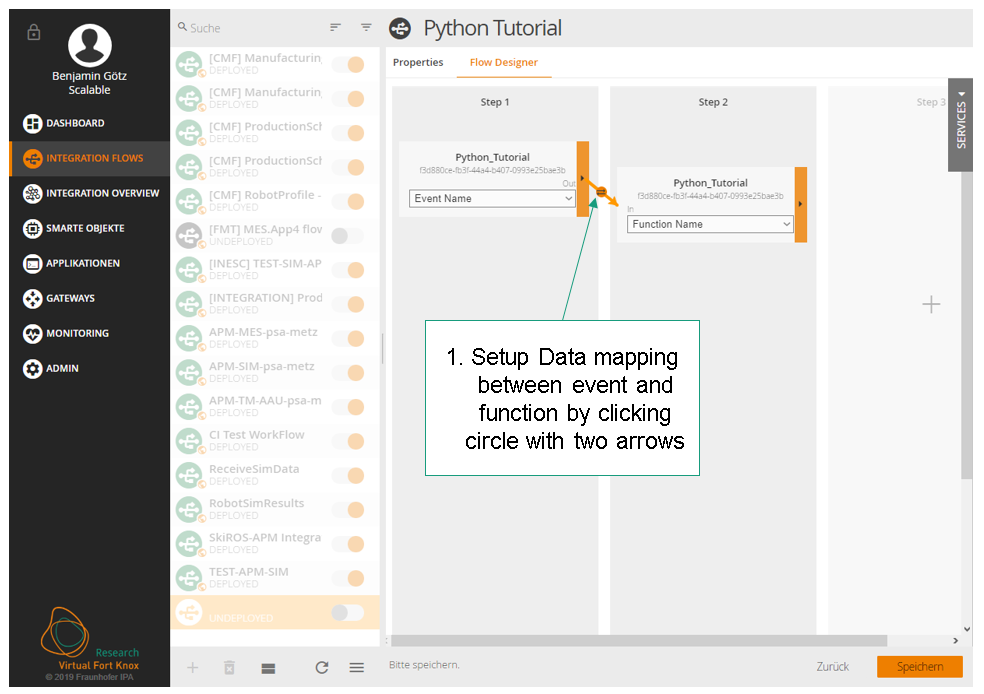 Benjamin Götz
Scalable
DASHBOARD
INTEGRATION FLOWS
INTEGRATION OVERVIEW
SMARTE OBJEKTE
APPLIKATIONEN
GATEWAYS
MONITORING
ADMIN
Research
Virtual Fort Knox
© 2019 Fraunhofer IPA
Suche
[CMF] Manufacturin
DEPLOYED
[CMF] Manufacturin
DEPLOYED
[CMF] ProductionSch
DEPLOYED
[CMF] ProductionSch
DEPLOYED
[CMF] RobotProfile -
DEPLOYED
[FMT] MES.App4 flow
UNDEPLOYED
[INESC] TEST-SIM-AP
DEPLOYED
[INTEGRATION] Prod
DEPLOYED
APM-MES-psa-metz
DEPLOYED
APM-SIM-psa-metz
DEPLOYED
APM-TM-AAU-psa-m
DEPLOYED
CI Test WorkFlow
DEPLOYED
ReceiveSimData
DEPLOYED
RobotSimResults
DEPLOYED
SkiROS-APM Integra
DEPLOYED
TEST-APM-SIM
DEPLOYED
UNDEPLOYED
Python Tutorial
Properties
Flow Designer
Step 1
Python_Tutorial
f3d880ce-fb3f-44a4-b407-0993e25bae3b
Out
Event Name
Step 2
Python_Tutorial
f3d880ce-fb3f-44a4-b407-0993e25bae3b
In
Function Name
Step 3
SERVICES
1. Setup Data mapping
between event and
function by clicking
circle with two arrows
Bitte speichern.
Zurück
Speichern